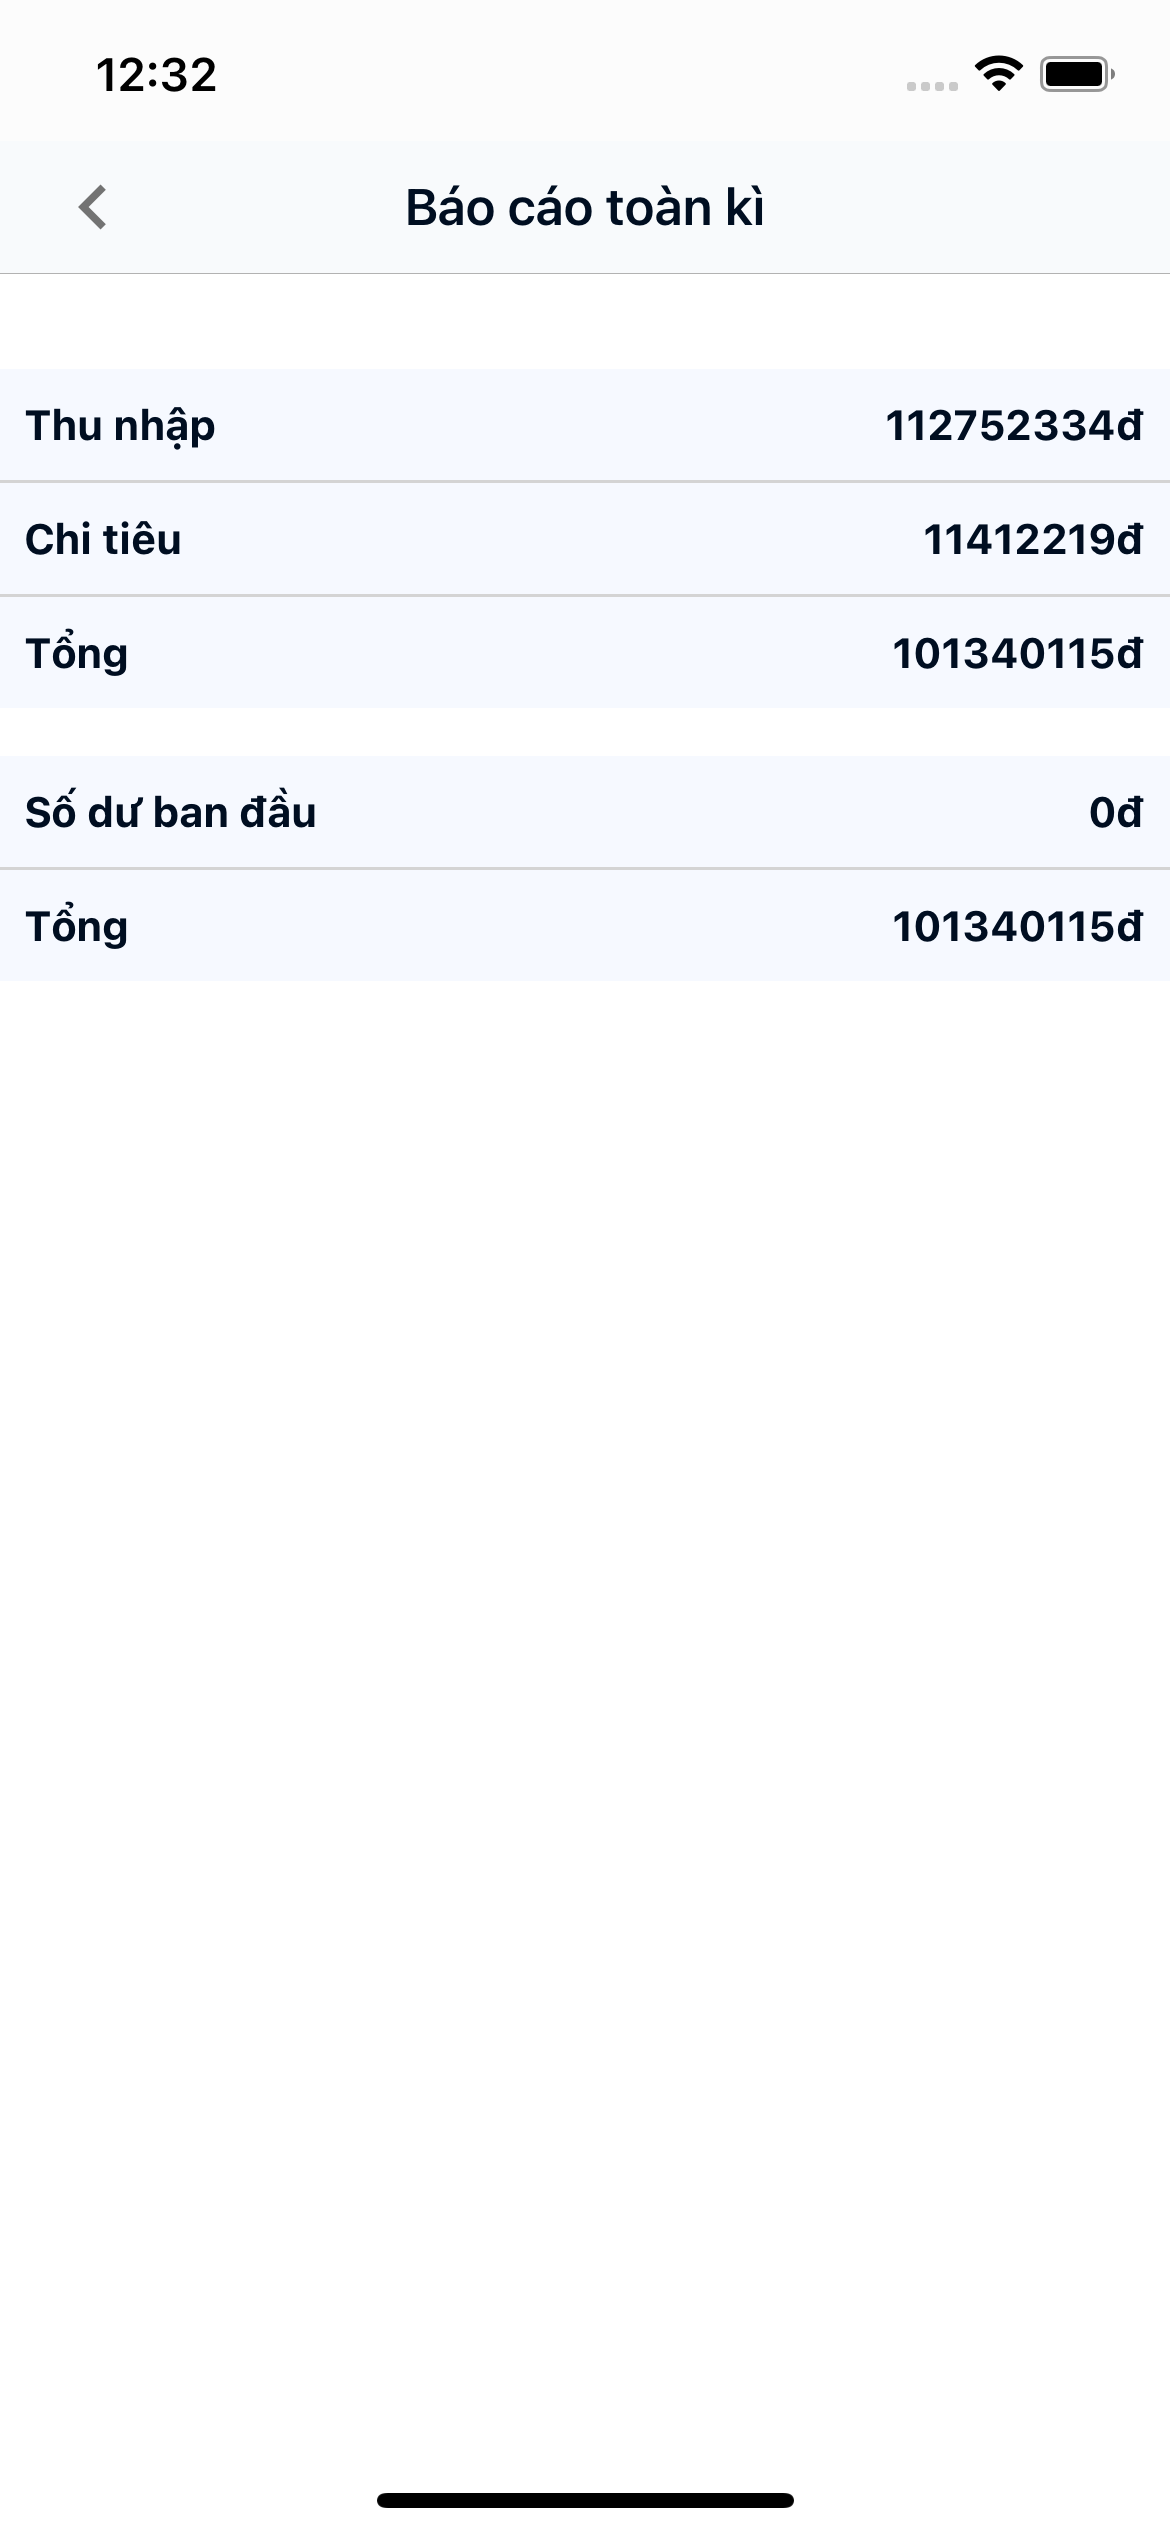 12:32
Báo cáo toàn kì
Thu nhập 112752334đ
Chi tiêu 11412219đ
Tổng 101340115đ
Số dư ban đầu 0đ
Tổng 101340115đ